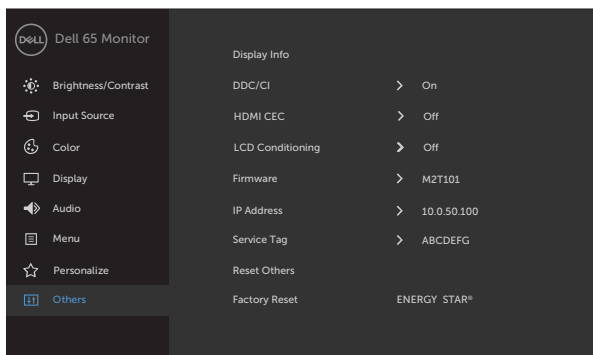 DELL
Dell 65 Monitor
Display Info
Brightness/Contrast
DDC/CI On
Input Source
HDMI CEC Off
Color
LCD Conditioning Off
Display
Firmware M2T101
Audio
IP Address 10.0.50.100
Menu
Service Tag ABCDEFG
Personalize
Reset Others
Others
Factory Reset ENERGY STAR®